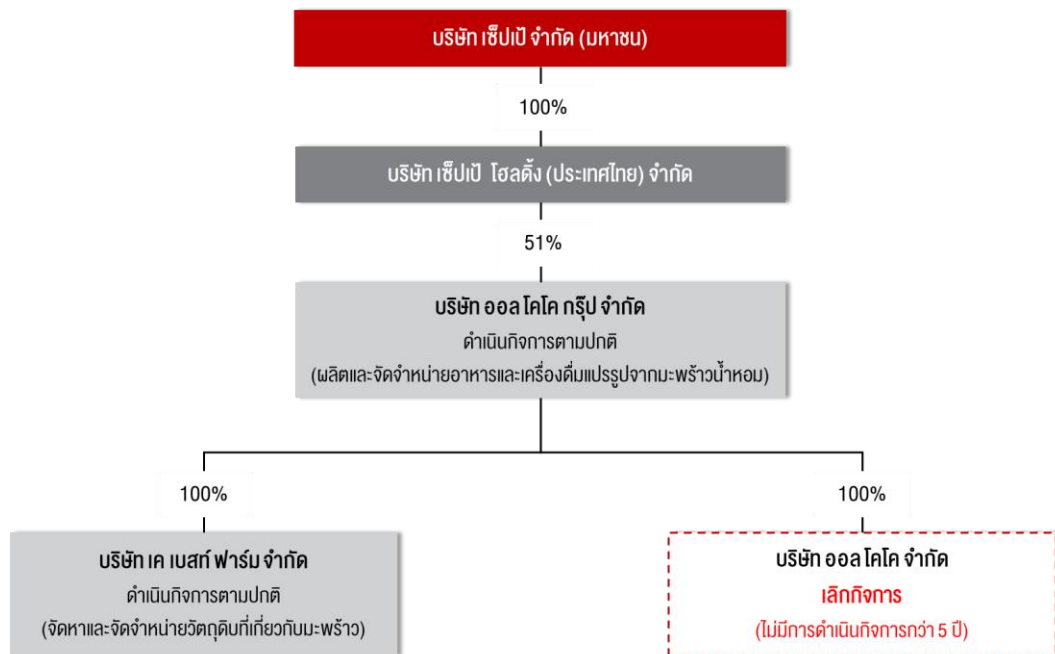 บริษัท เซ็ปเป้ จำกัด (มหาชน)
100%
บริษัท เซ็ปเป้ โฮลดิ้ง (ประเทศไทย) จำกัด
51%
บริษัท ออล โคโค กรุ๊ป จำกัด
ดำเนินกิจการตามปกติ
(ผลิตและจัดจำหน่ายอาหารและเครื่องดื่มแปรรูปจากมะพร้าวน้ำหอม)
100%
100%
บริษัท เค เบสท์ ฟาร์ม จำกัด
ดำเนินกิจการตามปกติ
(จัดหาและจัดจำหน่ายวัตถุดิบที่เกี่ยวกับมะพร้าว)
บริษัท ออล โคโค จำกัด
เลิกกิจการ
(ไม่มีการดำเนินกิจการกว่า 5 ปี)